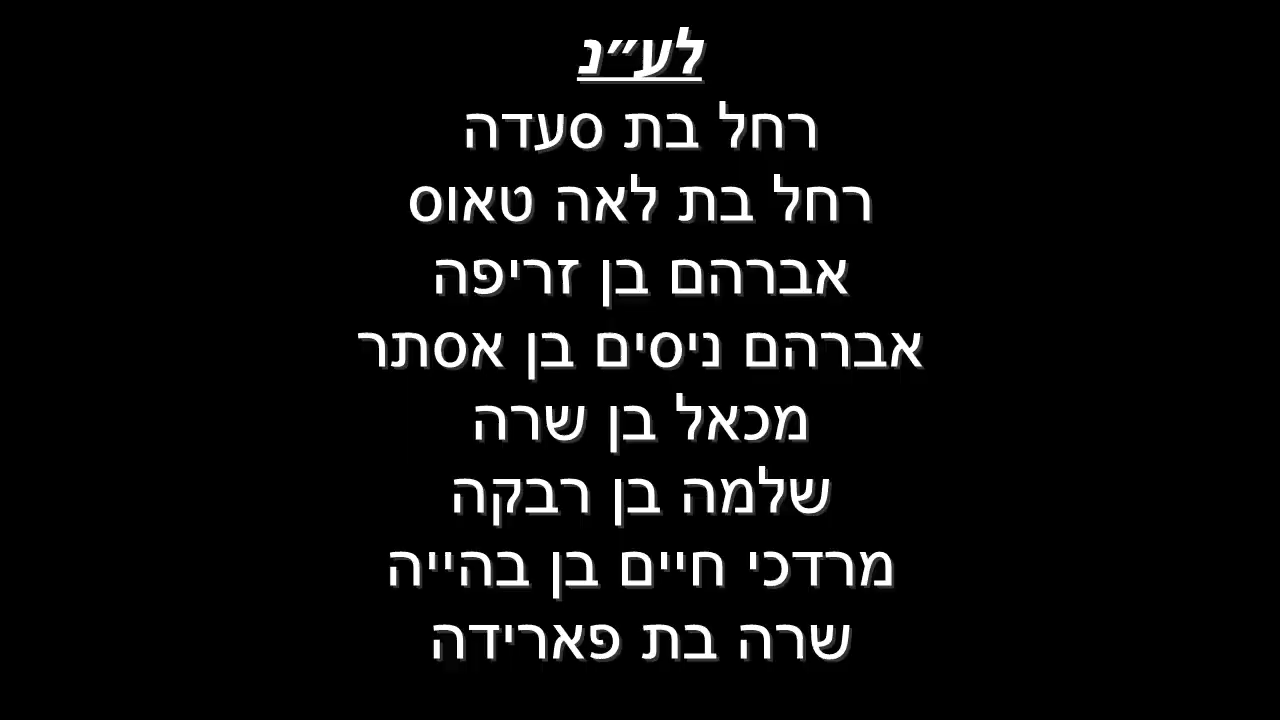 לע״נ
רחל בת סעדה
רחל בת לאה טאוס
אברהם בן זריפה
אברהם ניסים בן אסתר
מכאל בן שרה
שלמה בן רבקה
מרדכי חיים בן בהייה
שרה בת פארידה